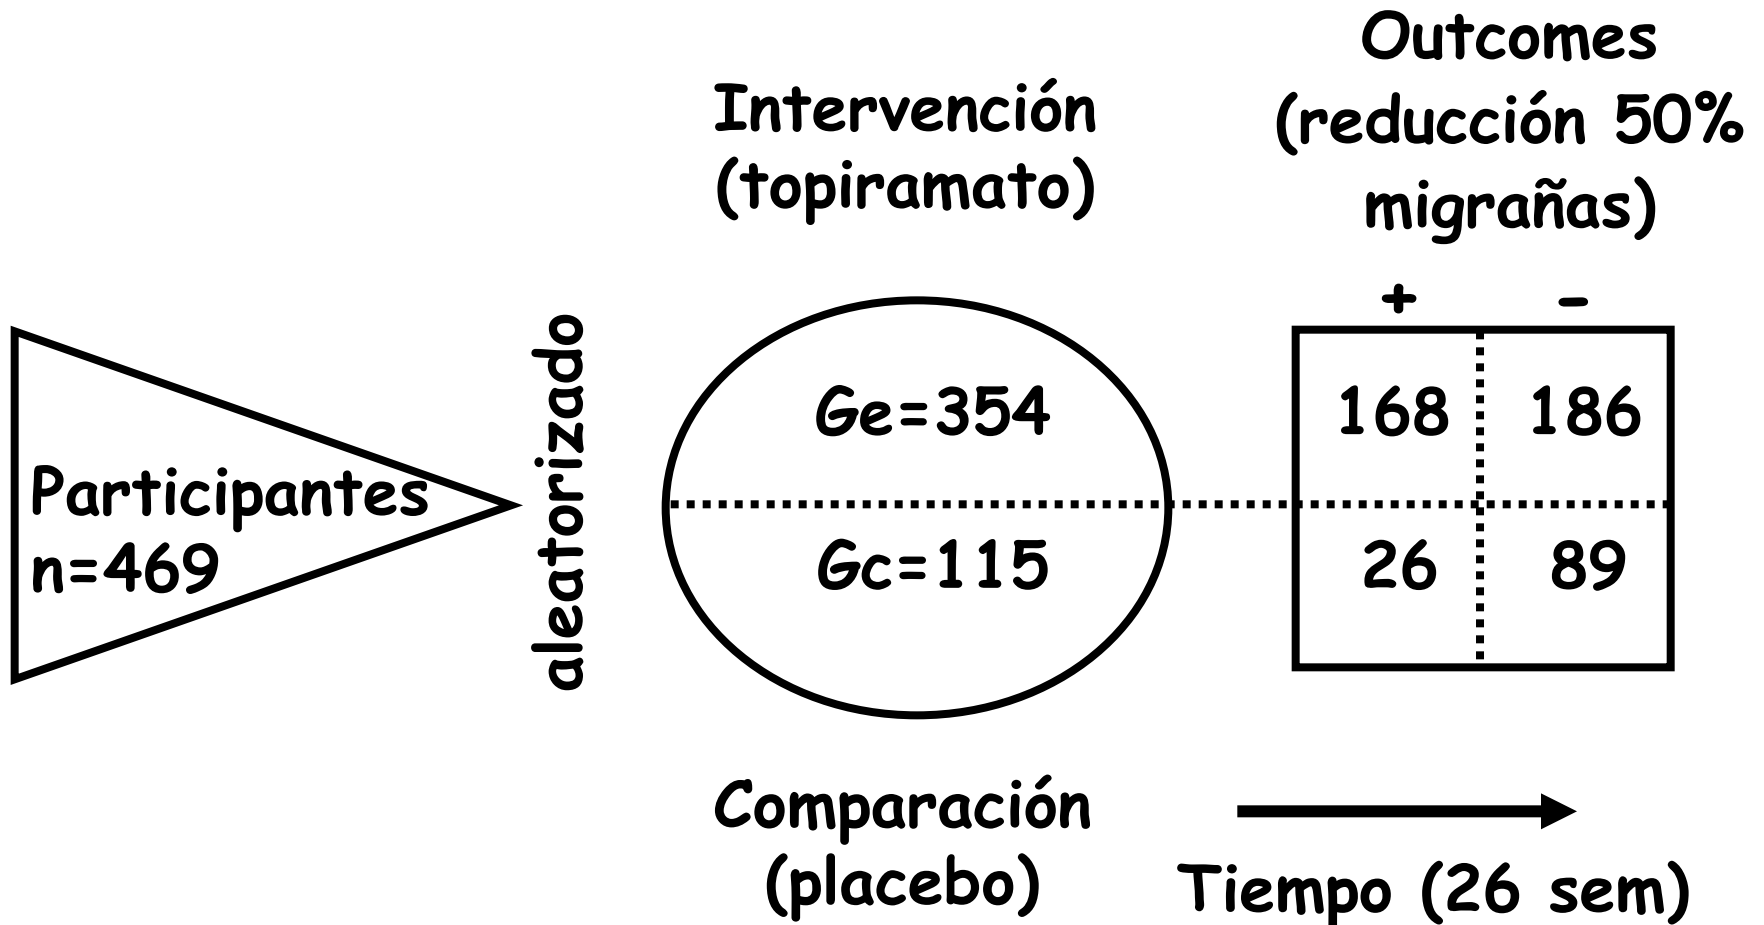 Participantes
n=469
aleatorizado
Intervención
(topiramato)
Ge=354
Gc=115
Comparación
(placebo)
Outcomes
(reducción 50%
migrañas)
+ -
168 186
26 89
Tiempo (26 sem)